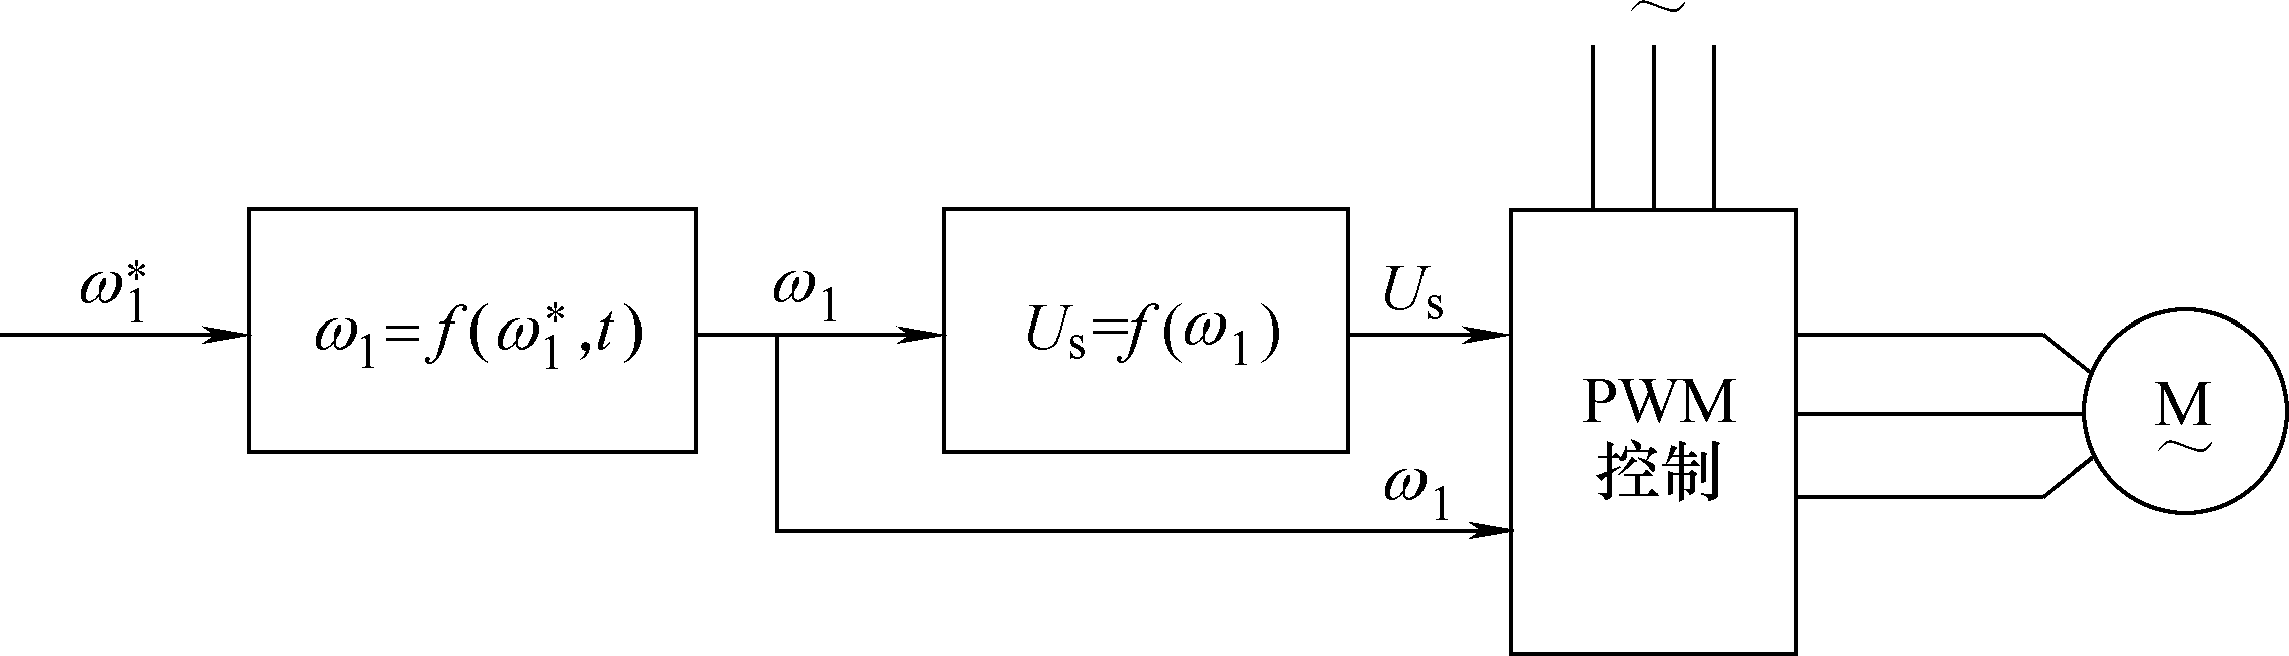 ~
ω₁*
ω₁=f(ω₁*,t)
ω₁
Uₛ=f(ω₁)
Uₛ
ω₁
PWM
控制
M
~